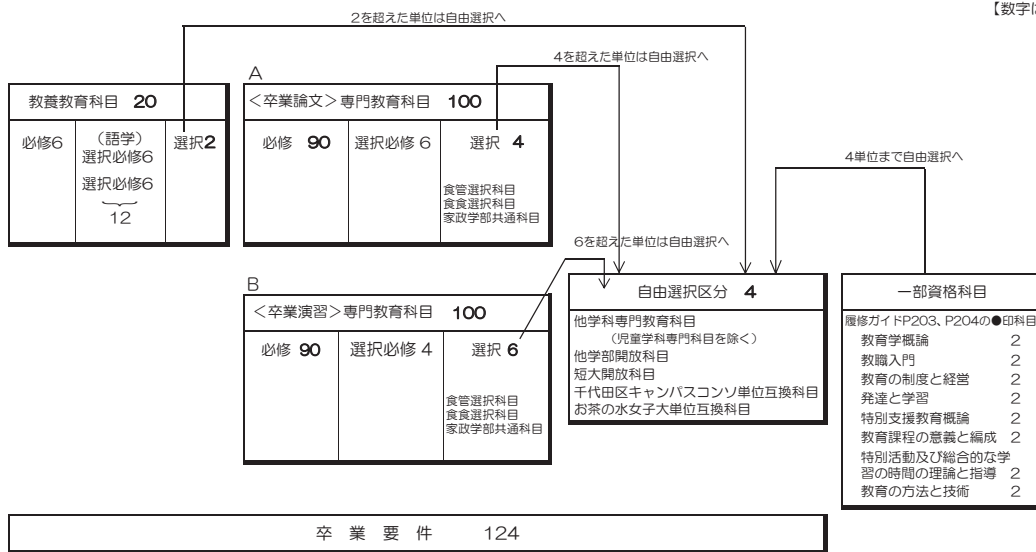 【数字は
2を超えた単位は自由選択へ
4を超えた単位は自由選択へ
教養教育科目 20
必修6
(語学)
選択必修6
選択必修6
12
選択2
A
<卒業論文>専門教育科目 100
必修 90
選択必修 6
選択 4
食管選択科目
食食選択科目
家政学部共通科目
4単位まで自由選択へ
6を超えた単位は自由選択へ
B
<卒業演習>専門教育科目 100
必修 90
選択必修 4
選択 6
食管選択科目
食食選択科目
家政学部共通科目
自由選択区分 4
他学科専門教育科目
(児童学科専門科目を除く)
他学部開放科目
短大開放科目
千代田区キャンパスコンソ単位互換科目
お茶の水女子大単位互換科目
一部資格科目
履修ガイドP203、P204の●印科目
教育学概論 2
教職入門 2
教育の制度と経営 2
発達と学習 2
特別支援教育概論 2
教育課程の意義と編成 2
特別活動及び総合的な学
習の時間の理論と指導 2
教育の方法と技術 2
卒業要件 124